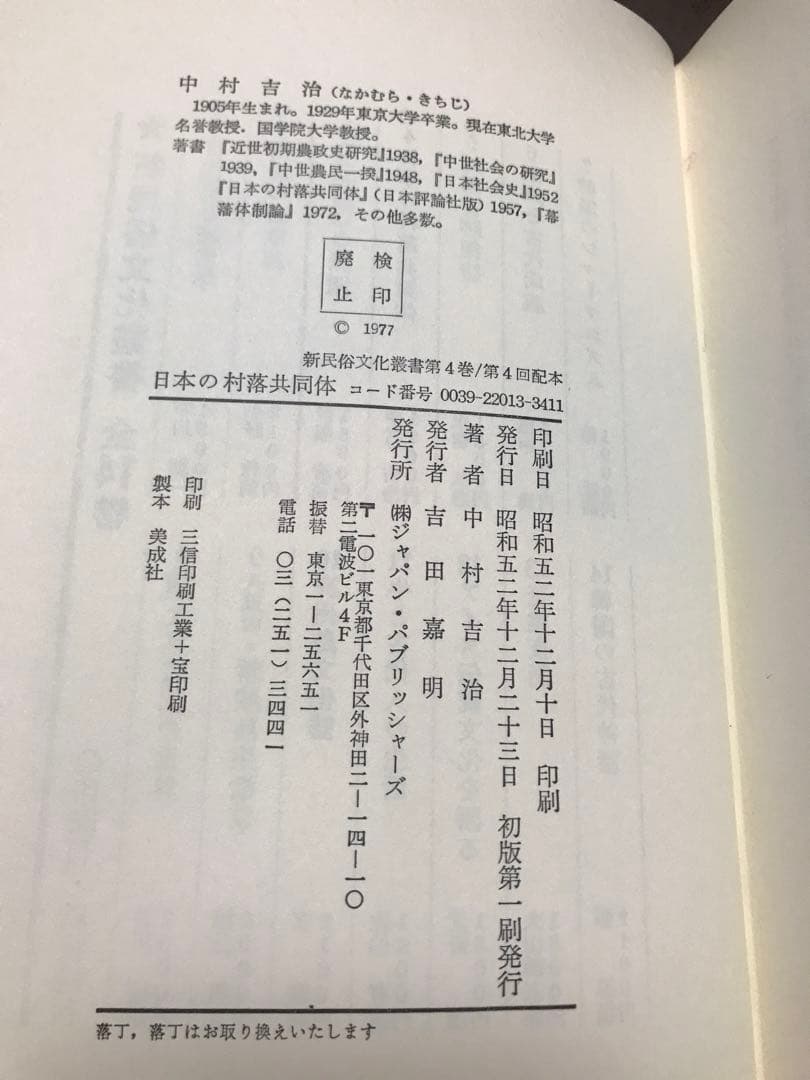 中村吉治(なかむら・きちじ)
1905年生まれ。1929年東京大学卒業。現在東北大学
名誉教授．国学院大学教授。
著書 『近世初期農政史研究』1938，『中世社会の研究』
1939，『中世農民一揆』1948，『日本社会史』1952
『日本の村落共同体』(日本評論社版) 1957，『幕
藩体制論』1972，その他多数。
検印
廃止
© 1977
新民俗文化叢書第4巻/第4回配本
日本の村落共同体 コード番号 0039-22013-3411
印刷日 昭和五二年十二月十日 印刷
発行日 昭和五二年十二月二十三日 初版第一刷発行
著者 中村吉治
発行者 吉田嘉明
発行所 ㈱ジャパン・パブリッシャーズ
〒一〇一東京都千代田区外神田二―一四―一〇
第二電波ビル4F
振替 東京一―二五六五一
電話 〇三(二五一)三四四一
印刷 三信印刷工業＋宝印刷
製本 美成社
落丁，落丁はお取り換えいたします